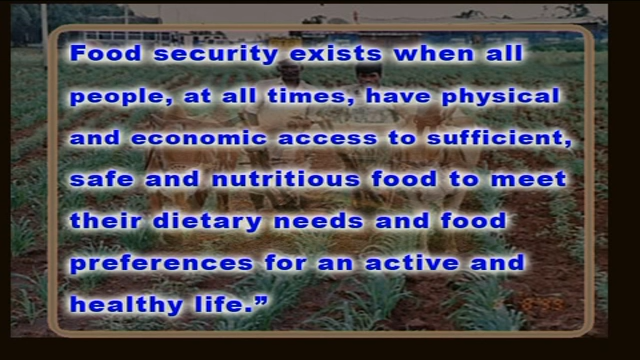 Food security exists when all
people, at all times, have physical
and economic access to sufficient,
safe and nutritious food to meet
their dietary needs and food
preferences for an active and
healthy life.”